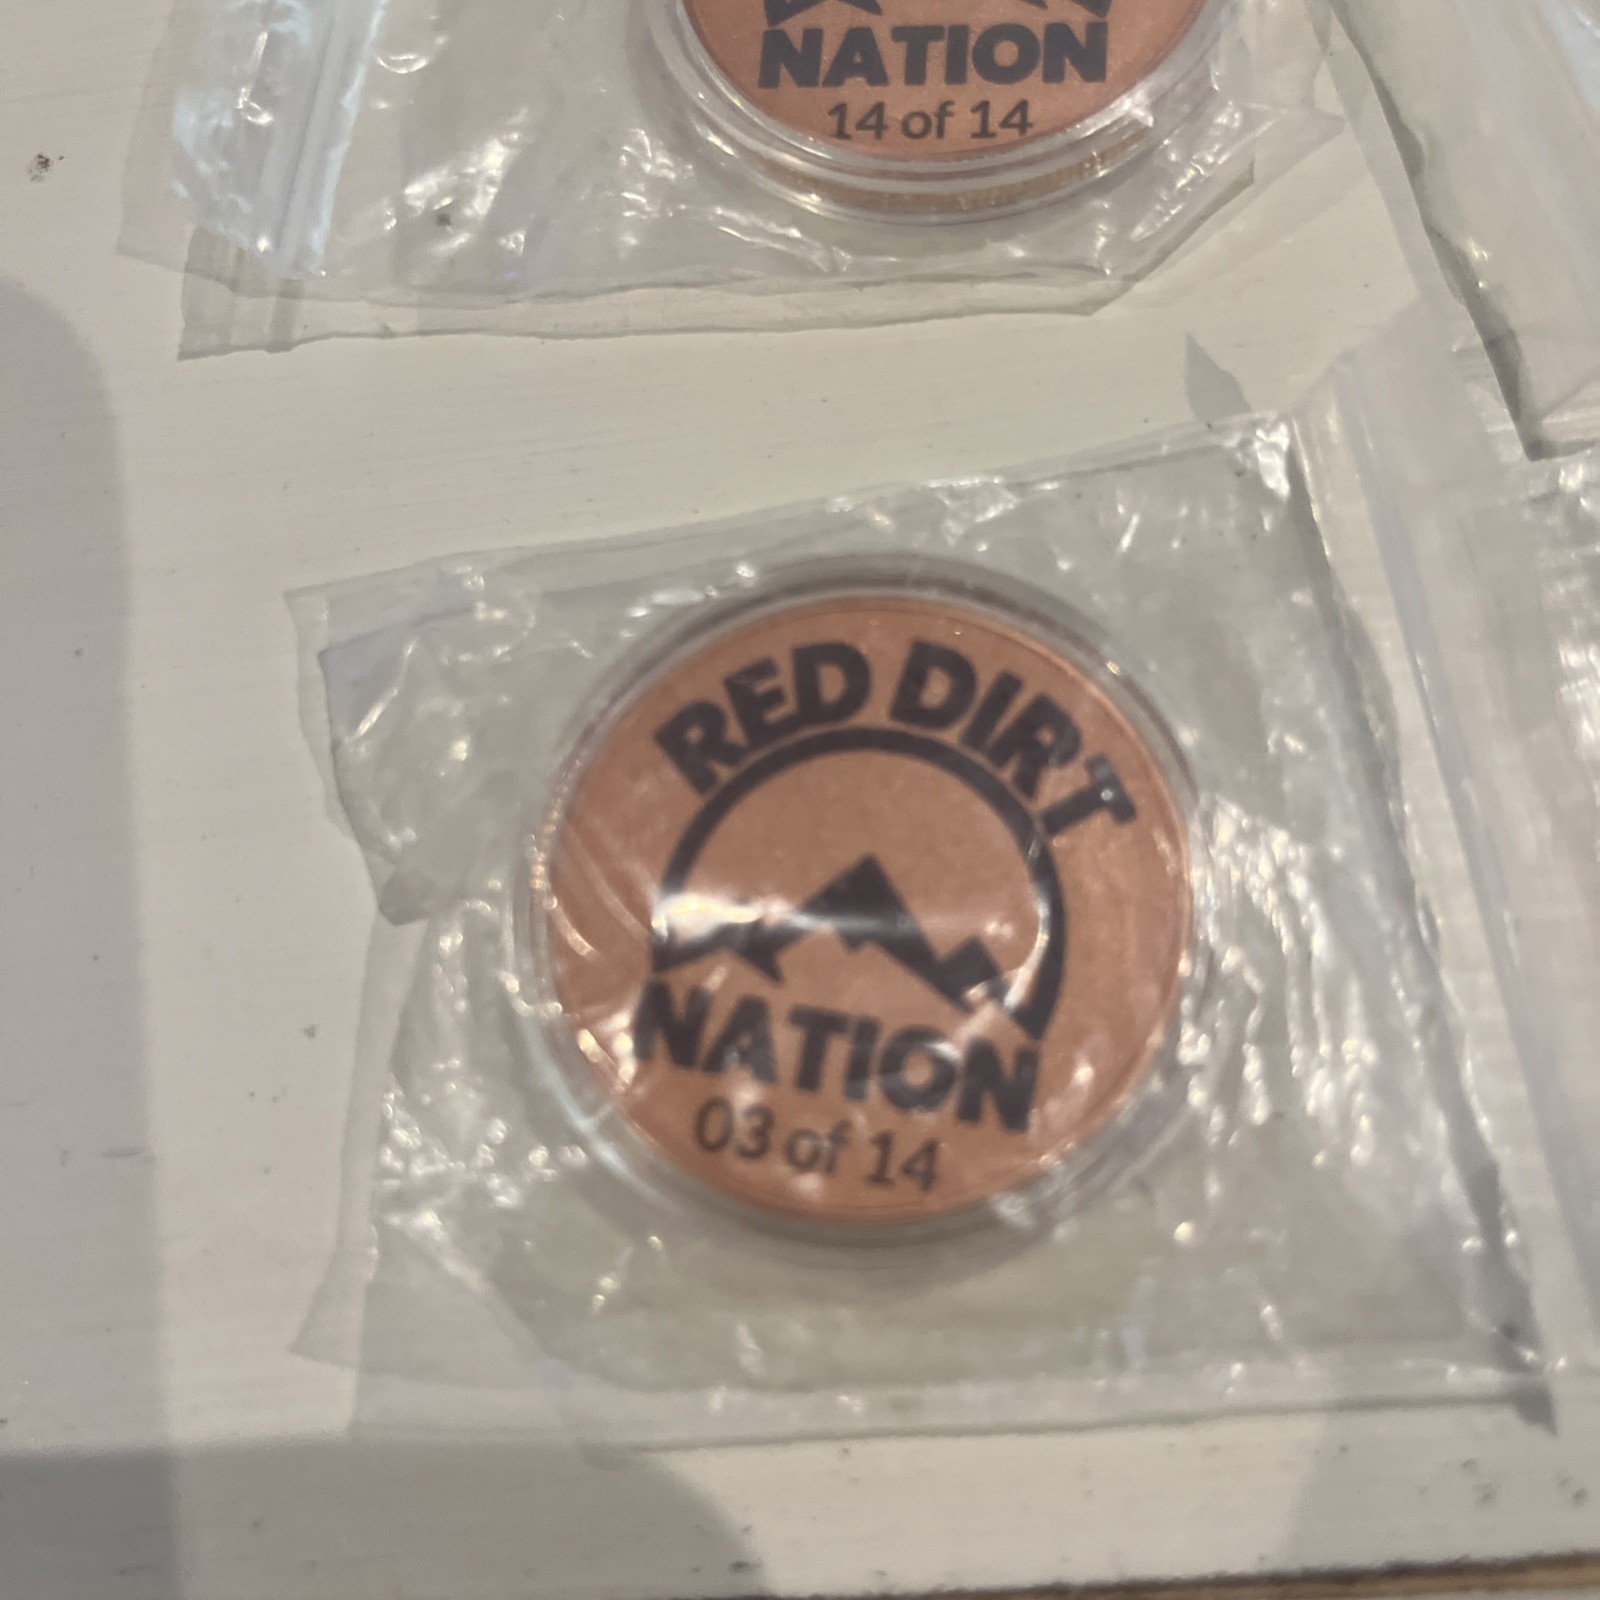 NATION
14 of 14
RED DIRT
NATION
03 of 14